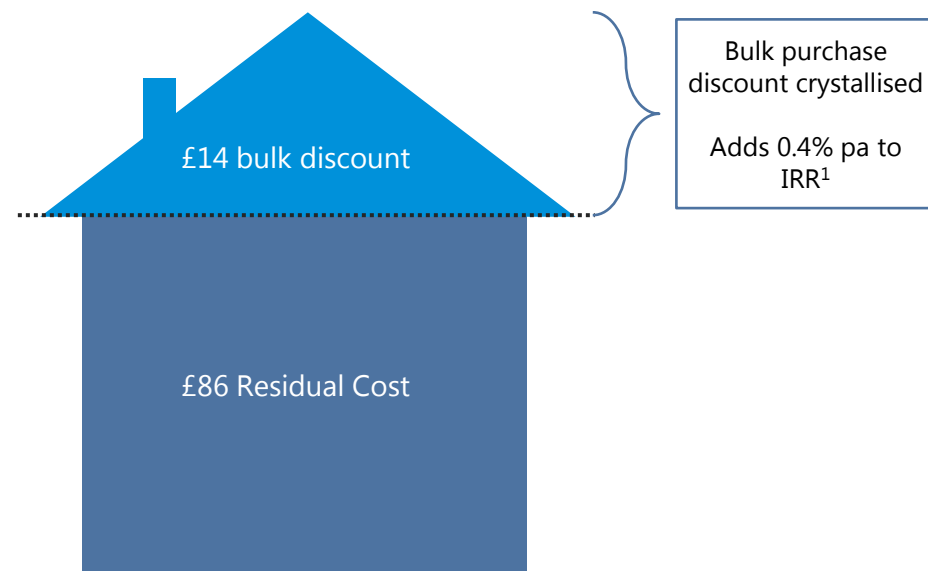 £14 bulk discount
£86 Residual Cost
Bulk purchase
discount crystallised
Adds 0.4% pa to
IRR¹